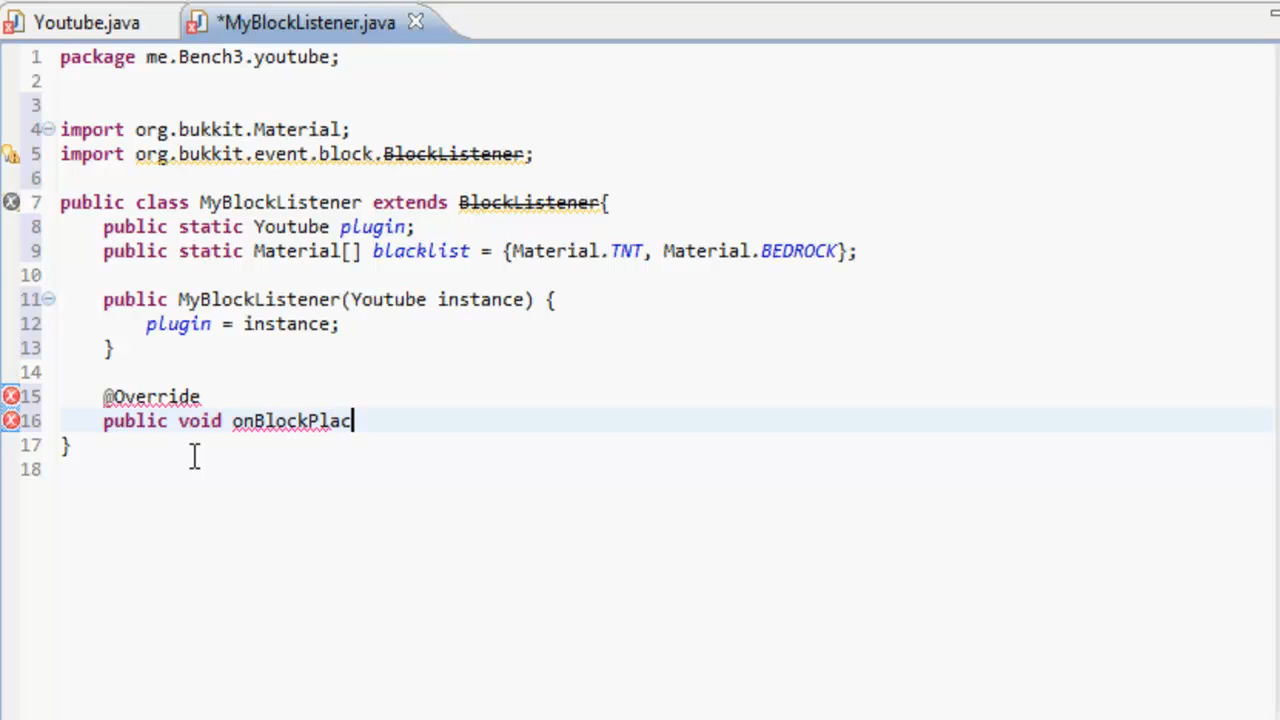 Youtube.java *MyBlockListener.java
1 package me.Bench3.youtube;
2
3
4 import org.bukkit.Material;
5 import org.bukkit.event.block.BlockListener;
6
7 public class MyBlockListener extends BlockListener{
8 public static Youtube plugin;
9 public static Material[] blacklist = {Material.TNT, Material.BEDROCK};
10
11 public MyBlockListener(Youtube instance) {
12 plugin = instance;
13 }
14
15 @Override
16 public void onBlockPlac
17 }
18